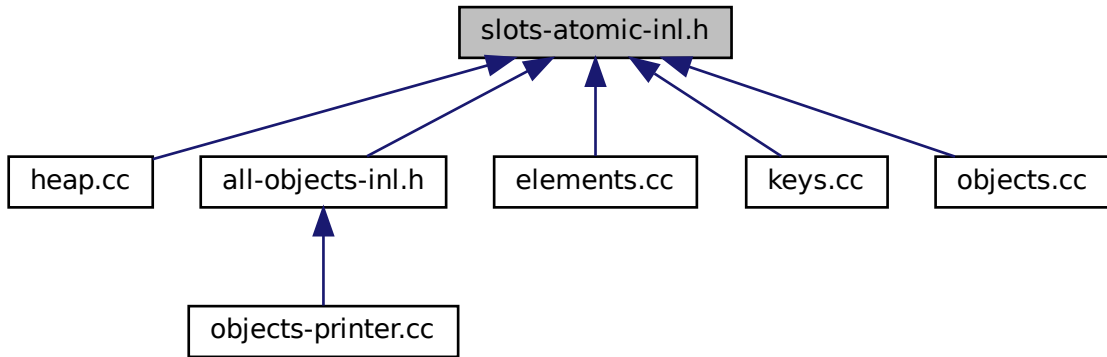 slots-atomic-inl.h
heap.cc
all-objects-inl.h
elements.cc
keys.cc
objects.cc
objects-printer.cc